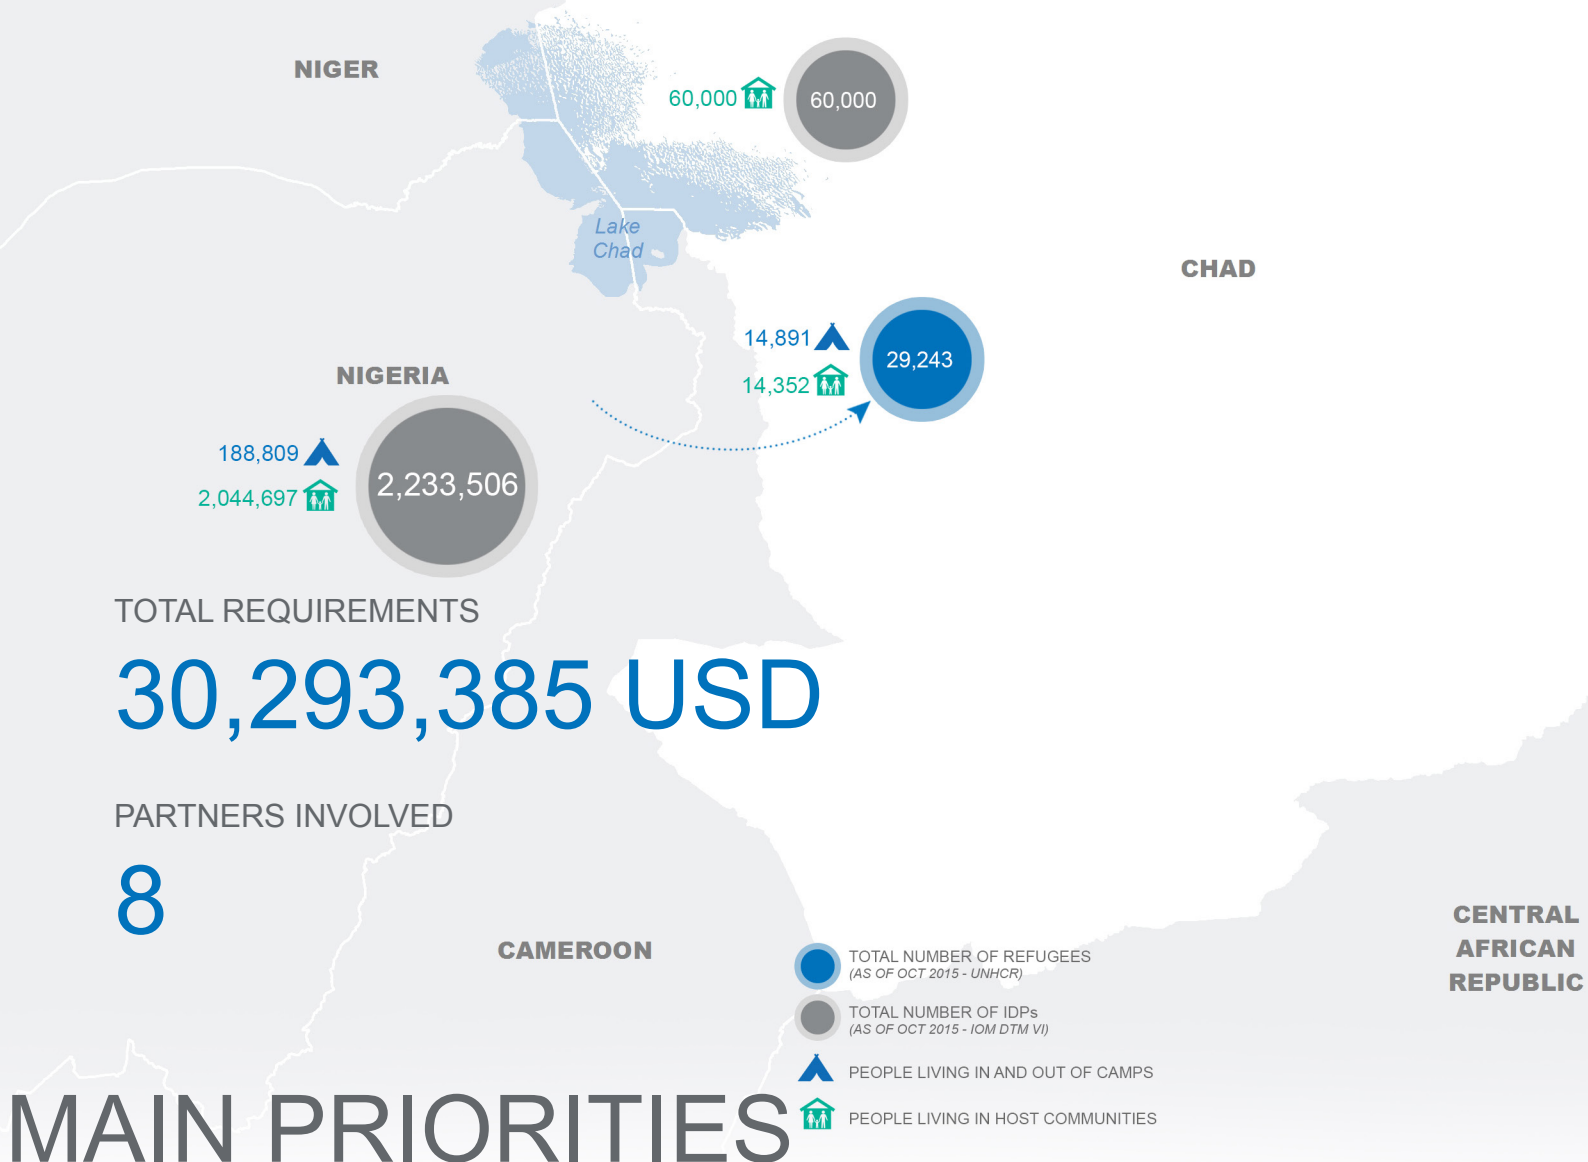 NIGER
60,000
60,000
Lake
Chad
CHAD
14,891
29,243
14,352
NIGERIA
188,809
2,233,506
2,044,697
TOTAL REQUIREMENTS
30,293,385 USD
PARTNERS INVOLVED
8
CAMEROON
CENTRAL
AFRICAN
REPUBLIC
TOTAL NUMBER OF REFUGEES
(AS OF OCT 2015 - UNHCR)
TOTAL NUMBER OF IDPs
(AS OF OCT 2015 - IOM DTM VI)
PEOPLE LIVING IN AND OUT OF CAMPS
PEOPLE LIVING IN HOST COMMUNITIES
MAIN PRIORITIES